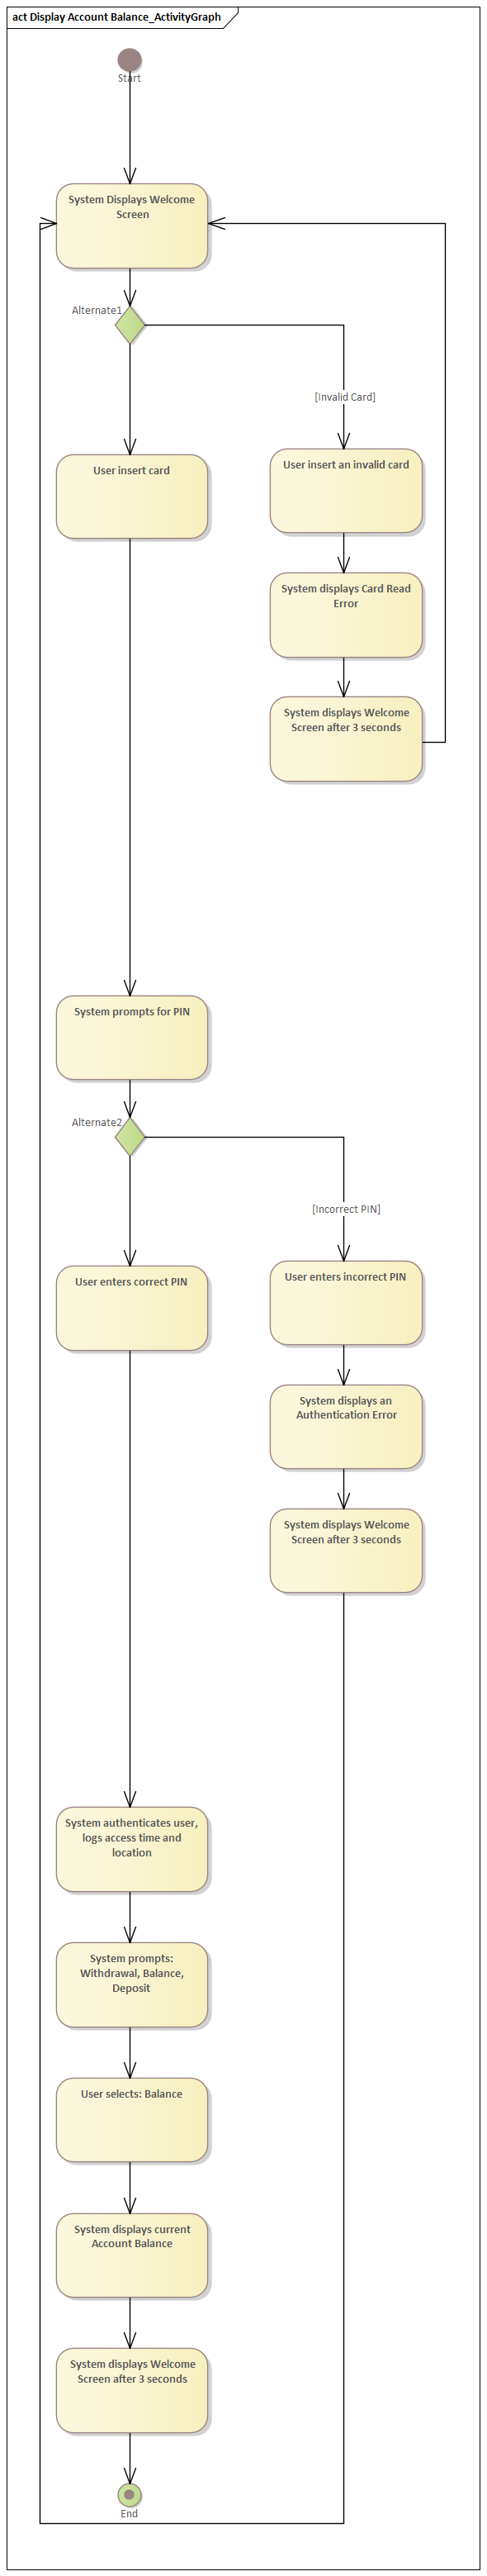 act Display Account Balance_ActivityGraph
Start
System Displays Welcome
Screen
Alternate1
[Invalid Card]
User insert card
User insert an invalid card
System displays Card Read
Error
System displays Welcome
Screen after 3 seconds
System prompts for PIN
Alternate2
[Incorrect PIN]
User enters correct PIN
User enters incorrect PIN
System displays an
Authentication Error
System displays Welcome
Screen after 3 seconds
System authenticates user,
logs access time and
location
System prompts:
Withdrawal, Balance,
Deposit
User selects: Balance
System displays current
Account Balance
System displays Welcome
Screen after 3 seconds
End